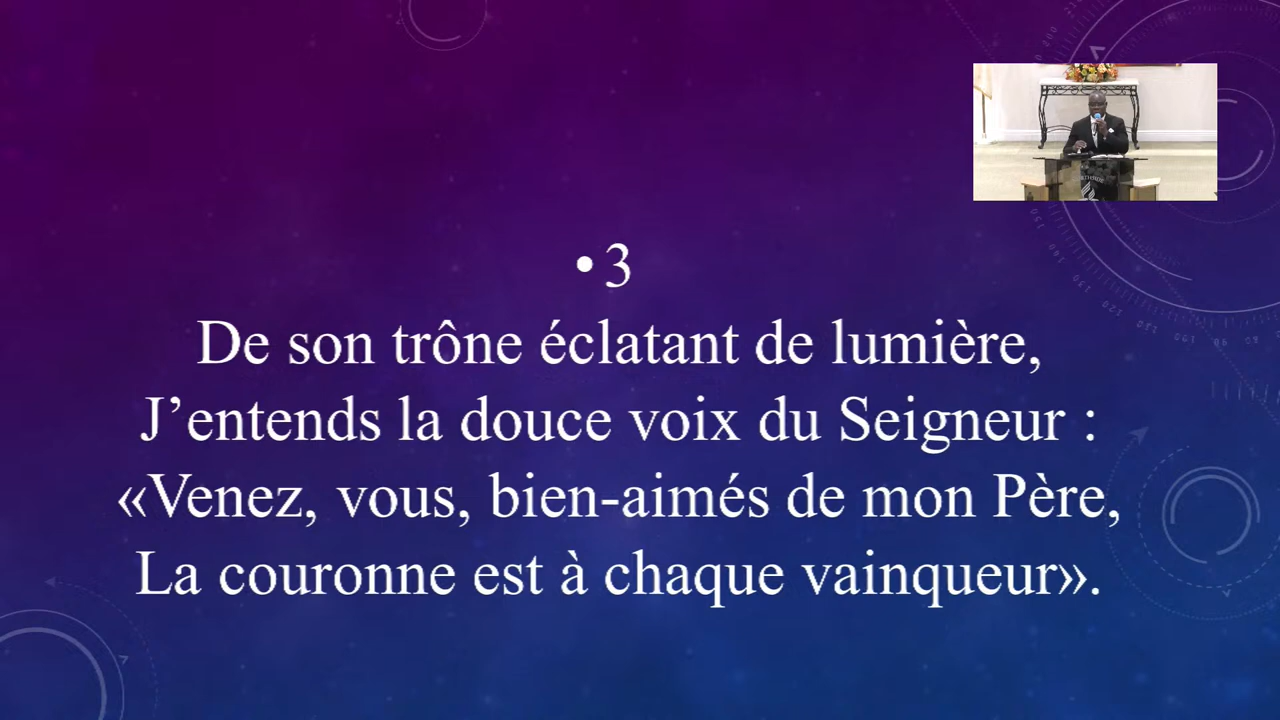 • 3
De son trône éclatant de lumière,
J’entends la douce voix du Seigneur :
«Venez, vous, bien-aimés de mon Père,
La couronne est à chaque vainqueur».